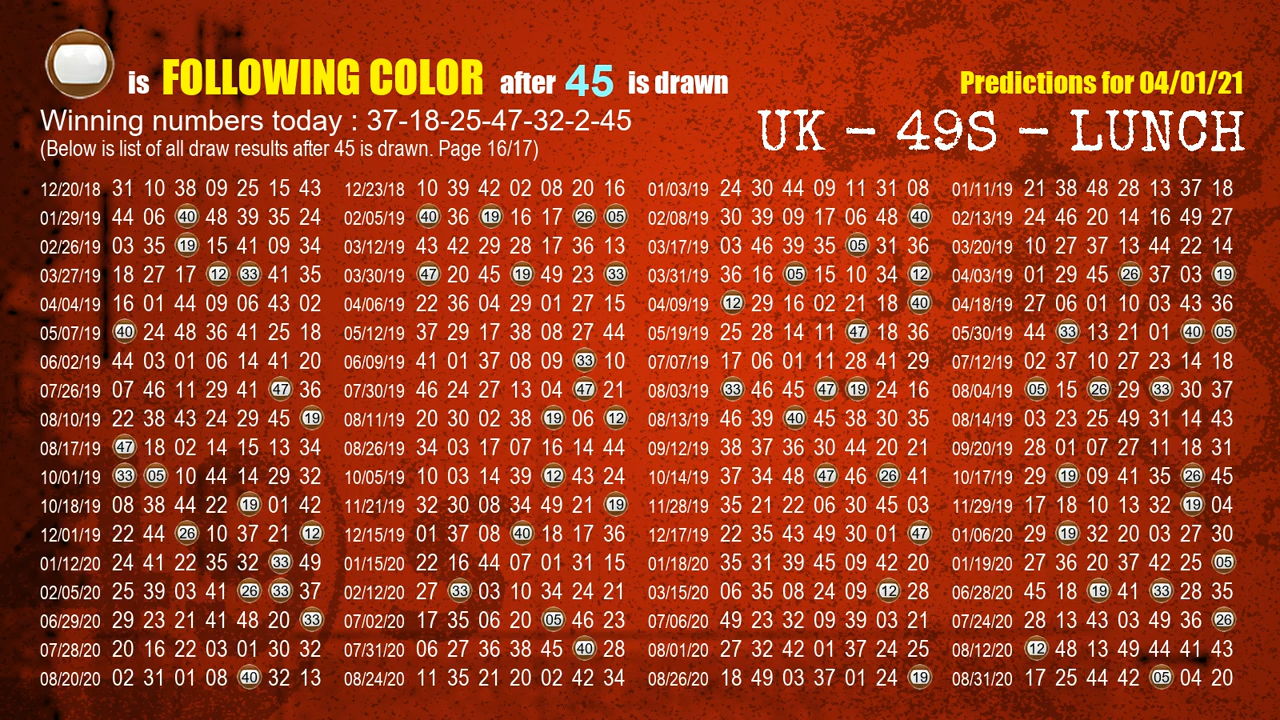 is FOLLOWING COLOR after 45 is drawn
Predictions for 04/01/21
Winning numbers today : 37-18-25-47-32-2-45
UK - 49S - LUNCH
(Below is list of all draw results after 45 is drawn. Page 16/17)
12/20/18 31 10 38 09 25 15 43 12/23/18 10 39 42 02 08 20 16 01/03/19 24 30 44 09 11 31 08 01/11/19 21 38 48 28 13 37 18
01/29/19 44 06 40 48 39 35 24 02/05/19 40 36 19 16 17 26 05 02/08/19 30 39 09 17 06 48 40 02/13/19 24 46 20 14 16 49 27
02/26/19 03 35 19 15 41 09 34 03/12/19 43 42 29 28 17 36 13 03/17/19 03 46 39 35 05 31 36 03/20/19 10 27 37 13 44 22 14
03/27/19 18 27 17 12 33 41 35 03/30/19 47 20 45 19 49 23 33 03/31/19 36 16 05 15 10 34 12 04/03/19 01 29 45 26 37 03 19
04/04/19 16 01 44 09 06 43 02 04/06/19 22 36 04 29 01 27 15 04/09/19 12 29 16 02 21 18 40 04/18/19 27 06 01 10 03 43 36
05/07/19 40 24 48 36 41 25 18 05/12/19 37 29 17 38 08 27 44 05/19/19 25 28 14 11 47 18 36 05/30/19 44 33 13 21 01 40 05
06/02/19 44 03 01 06 14 41 20 06/09/19 41 01 37 08 09 33 10 07/07/19 17 06 01 11 28 41 29 07/12/19 02 37 10 27 23 14 18
07/26/19 07 46 11 29 41 47 36 07/30/19 46 24 27 13 04 47 21 08/03/19 33 46 45 47 19 24 16 08/04/19 05 15 26 29 33 30 37
08/10/19 22 38 43 24 29 45 19 08/11/19 20 30 02 38 19 06 12 08/13/19 46 39 40 45 38 30 35 08/14/19 03 23 25 49 31 14 43
08/17/19 47 18 02 14 15 13 34 08/26/19 34 03 17 07 16 14 44 09/12/19 38 37 36 30 44 20 21 09/20/19 28 01 07 27 11 18 31
10/01/19 33 05 10 44 14 29 32 10/05/19 10 03 14 39 12 43 24 10/14/19 37 34 48 47 46 26 41 10/17/19 29 19 09 41 35 26 45
10/18/19 08 38 44 22 19 01 42 11/21/19 32 30 08 34 49 21 19 11/28/19 35 21 22 06 30 45 03 11/29/19 17 18 10 13 32 19 04
12/01/19 22 44 26 10 37 21 12 12/15/19 01 37 08 40 18 17 36 12/17/19 22 35 43 49 30 01 47 01/06/20 29 19 32 20 03 27 30
01/12/20 24 41 22 35 32 33 49 01/15/20 22 16 44 07 01 31 15 01/18/20 35 31 39 45 09 42 20 01/19/20 27 36 20 37 42 25 05
02/05/20 25 39 03 41 26 33 37 02/12/20 27 33 03 10 34 24 21 03/15/20 06 35 08 24 09 12 28 06/28/20 45 18 19 41 33 28 35
06/29/20 29 23 21 41 48 20 33 07/02/20 17 35 06 20 05 46 23 07/06/20 49 23 32 09 39 03 21 07/24/20 28 13 43 03 49 36 26
07/28/20 20 16 22 03 01 30 32 07/31/20 06 27 36 38 45 40 28 08/01/20 27 32 42 01 37 24 25 08/12/20 12 48 13 49 44 41 43
08/20/20 02 31 01 08 40 32 13 08/24/20 11 35 21 20 02 42 34 08/26/20 18 49 03 37 01 24 19 08/31/20 17 25 44 42 05 04 20